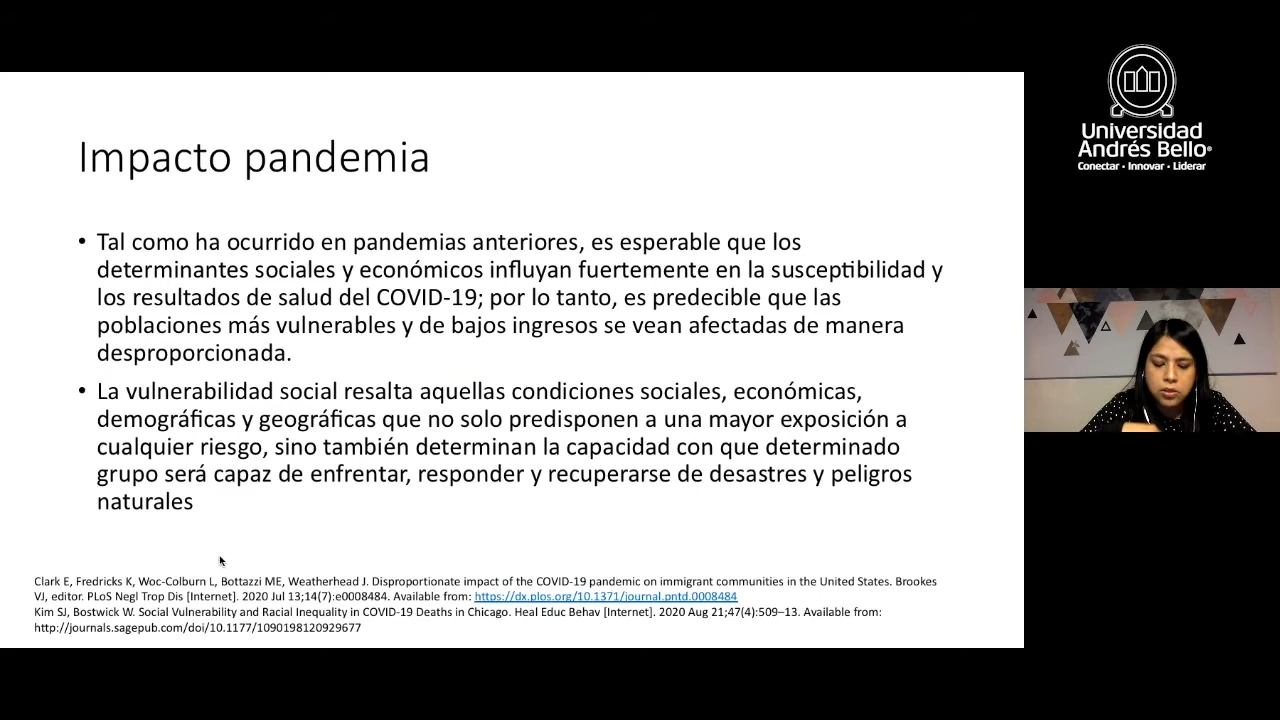 Impacto pandemia
• Tal como ha ocurrido en pandemias anteriores, es esperable que los
determinantes sociales y económicos influyan fuertemente en la susceptibilidad y
los resultados de salud del COVID-19; por lo tanto, es predecible que las
poblaciones más vulnerables y de bajos ingresos se vean afectadas de manera
desproporcionada.
• La vulnerabilidad social resalta aquellas condiciones sociales, económicas,
demográficas y geográficas que no solo predisponen a una mayor exposición a
cualquier riesgo, sino también determinan la capacidad con que determinado
grupo será capaz de enfrentar, responder y recuperarse de desastres y peligros
naturales
Clark E, Fredricks K, Woc-Colburn L, Bottazzi ME, Weatherhead J. Disproportionate impact of the COVID-19 pandemic on immigrant communities in the United States. Brookes
VJ, editor. PLoS Negl Trop Dis [Internet]. 2020 Jul 13;14(7):e0008484. Available from: https://dx.plos.org/10.1371/journal.pntd.0008484
Kim SJ, Bostwick W. Social Vulnerability and Racial Inequality in COVID-19 Deaths in Chicago. Heal Educ Behav [Internet]. 2020 Aug 21;47(4):509–13. Available from:
http://journals.sagepub.com/doi/10.1177/1090198120929677
Universidad
Andrés Bello®
Conectar • Innovar • Liderar